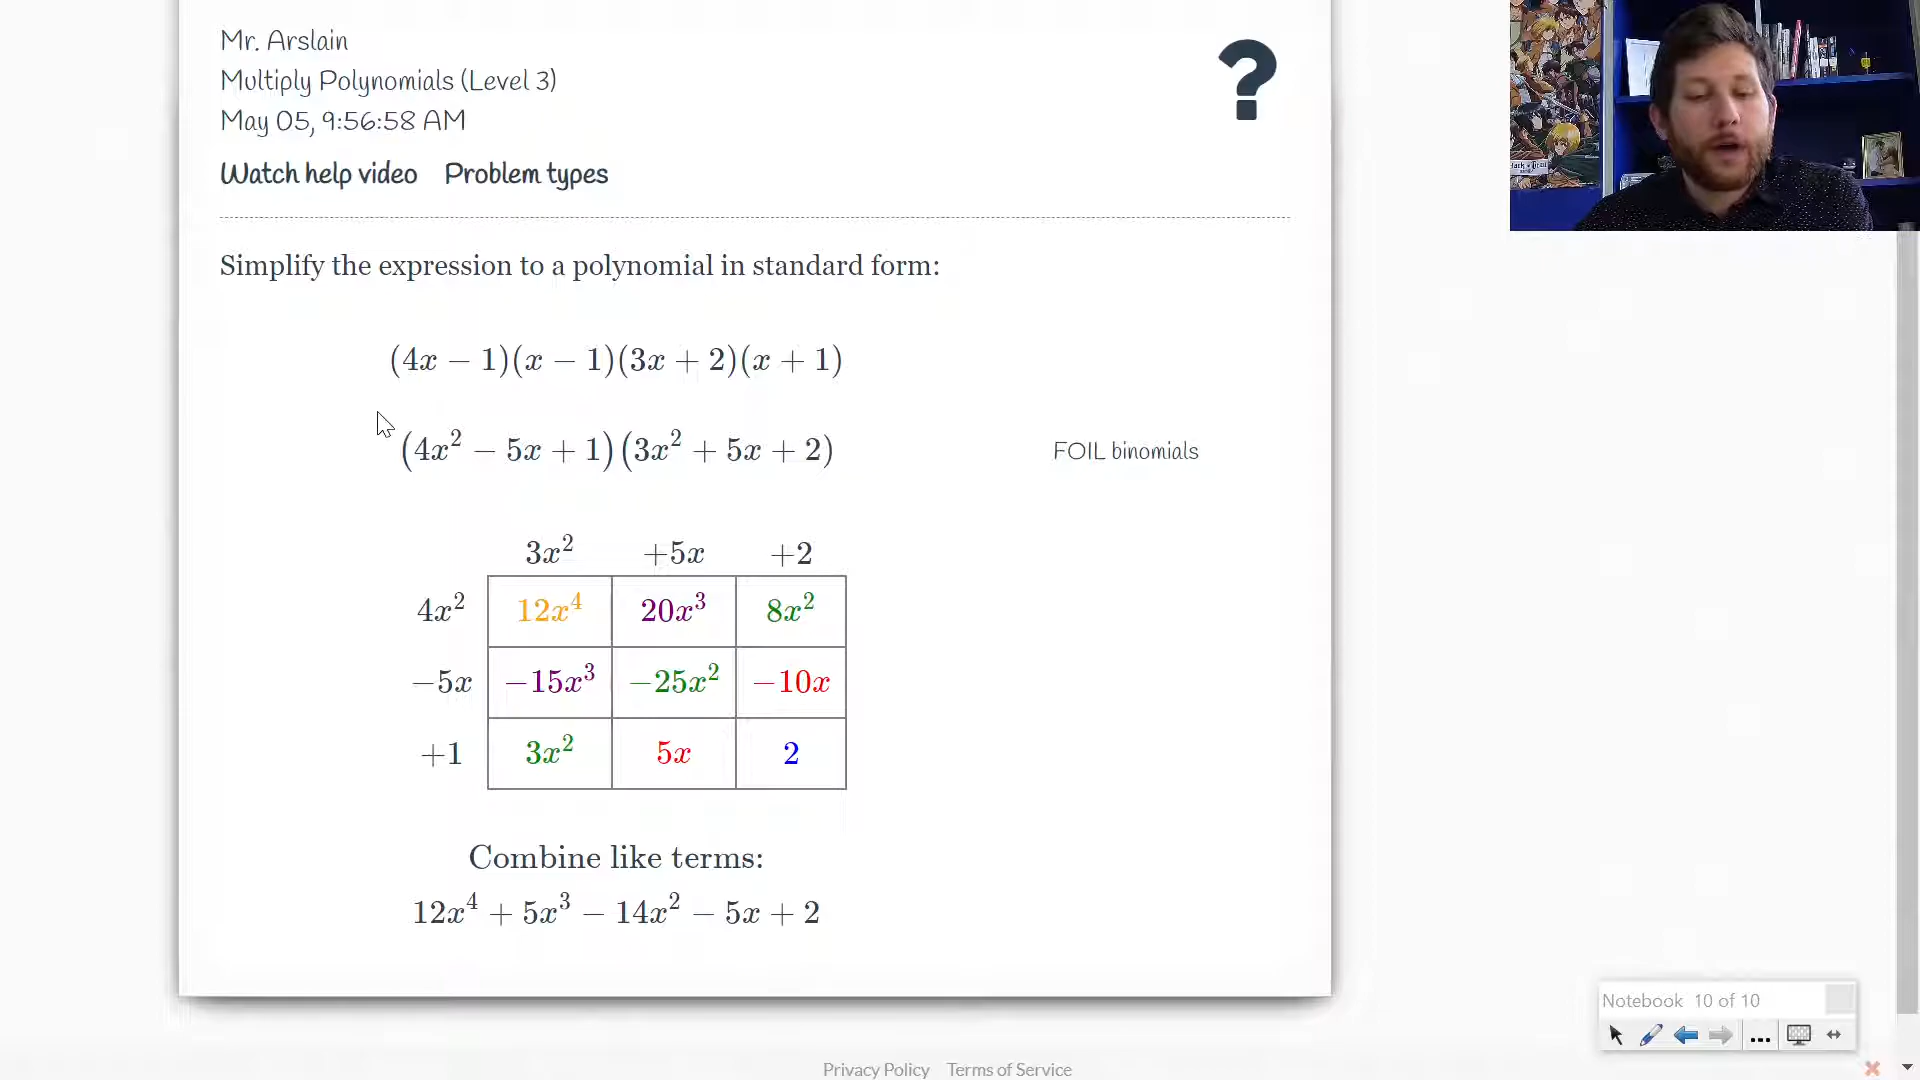 Mr. Arslain
Multiply Polynomials (Level 3)
May 05, 9:56:58 AM
?
Watch help video Problem types
Simplify the expression to a polynomial in standard form:
(4x − 1)(x − 1)(3x + 2)(x + 1)
(4x² − 5x + 1)(3x² + 5x + 2) FOIL binomials
3x² +5x +2
4x² 12x⁴ 20x³ 8x²
−5x −15x³ −25x² −10x
+1 3x² 5x 2
Combine like terms:
12x⁴ + 5x³ − 14x² − 5x + 2
Notebook 10 of 10
Privacy Policy Terms of Service